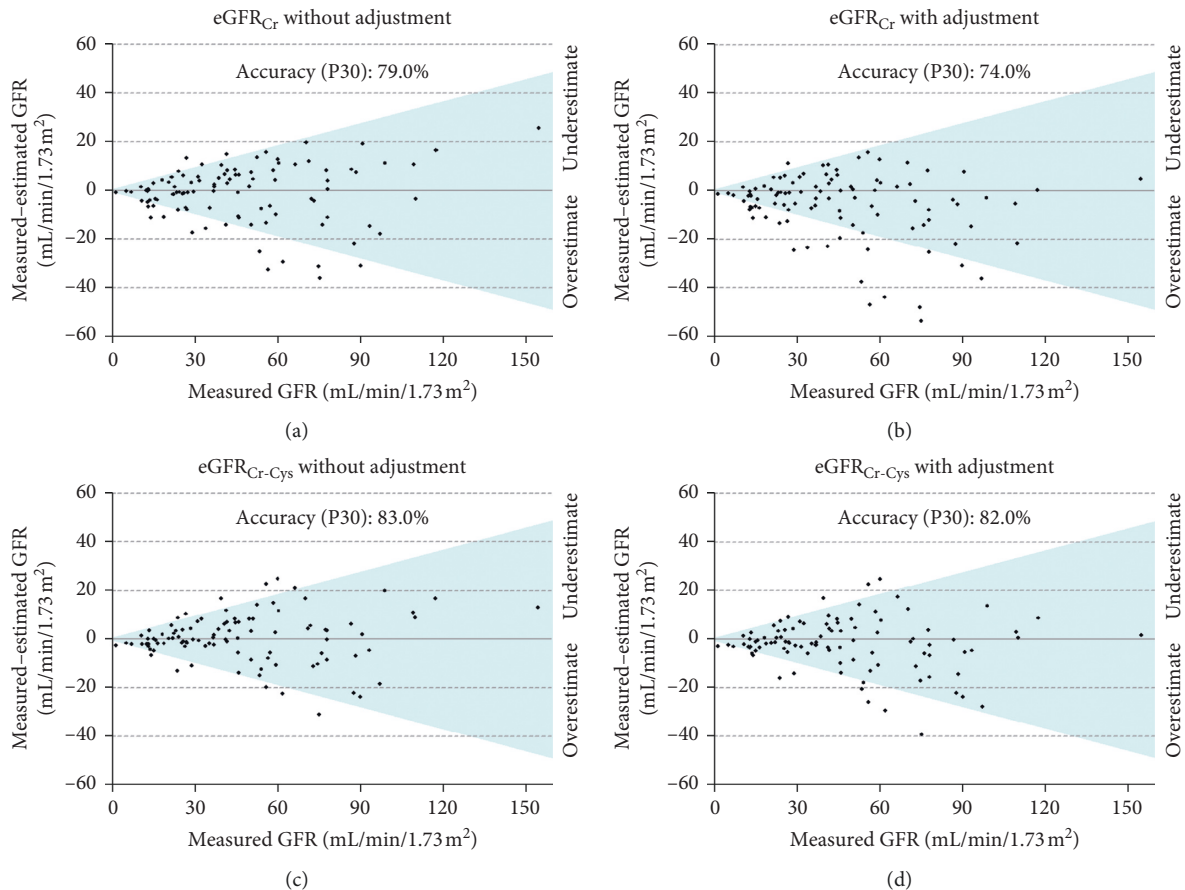 eGFRCr without adjustment
Accuracy (P30): 79.0%
60
40
20
0
−20
−40
−60
Measured–estimated GFR
(mL/min/1.73 m²)
Underestimate
Overestimate
0 30 60 90 120 150
Measured GFR (mL/min/1.73 m²)
(a)
eGFRCr with adjustment
Accuracy (P30): 74.0%
60
40
20
0
−20
−40
−60
Measured–estimated GFR
(mL/min/1.73 m²)
Underestimate
Overestimate
0 30 60 90 120 150
Measured GFR (mL/min/1.73 m²)
(b)
eGFRCr-Cys without adjustment
Accuracy (P30): 83.0%
60
40
20
0
−20
−40
−60
Measured–estimated GFR
(mL/min/1.73 m²)
Underestimate
Overestimate
0 30 60 90 120 150
Measured GFR (mL/min/1.73 m²)
(c)
eGFRCr-Cys with adjustment
Accuracy (P30): 82.0%
60
40
20
0
−20
−40
−60
Measured–estimated GFR
(mL/min/1.73 m²)
Underestimate
Overestimate
0 30 60 90 120 150
Measured GFR (mL/min/1.73 m²)
(d)